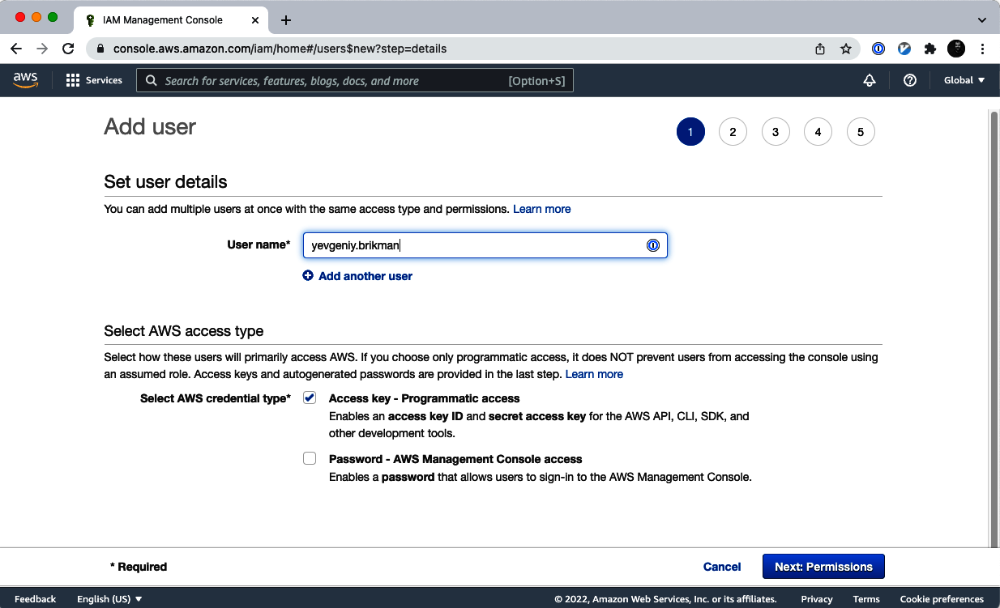 IAM Management Console
console.aws.amazon.com/iam/home#/users$new?step=details
aws
Services
Search for services, features, blogs, docs, and more
[Option+S]
Global
Add user
1
2
3
4
5
Set user details
You can add multiple users at once with the same access type and permissions. Learn more
User name*
yevgeniy.brikman
Add another user
Select AWS access type
Select how these users will primarily access AWS. If you choose only programmatic access, it does NOT prevent users from accessing the console using
an assumed role. Access keys and autogenerated passwords are provided in the last step. Learn more
Select AWS credential type*
Access key - Programmatic access
Enables an access key ID and secret access key for the AWS API, CLI, SDK, and
other development tools.
Password - AWS Management Console access
Enables a password that allows users to sign-in to the AWS Management Console.
* Required
Cancel
Next: Permissions
Feedback
English (US)
© 2022, Amazon Web Services, Inc. or its affiliates.
Privacy
Terms
Cookie preferences